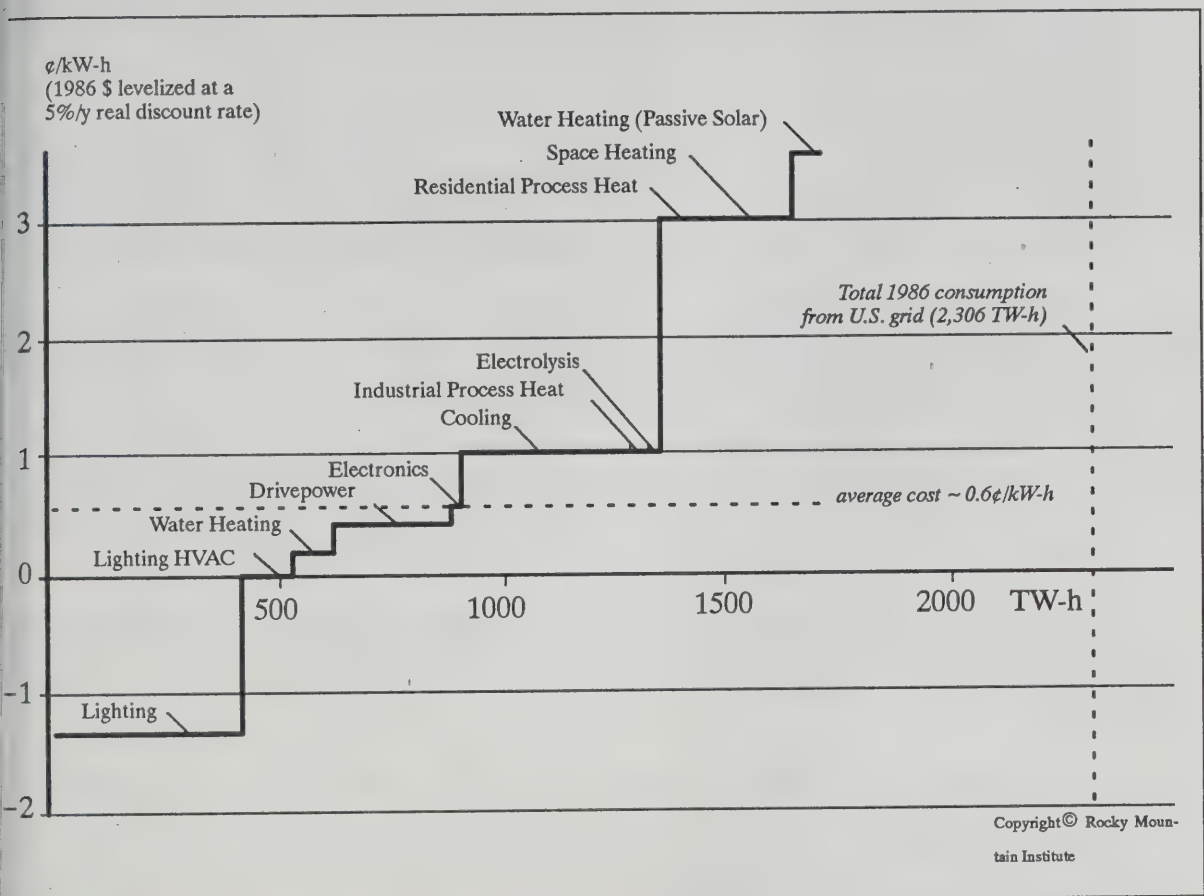 ¢/kW-h
(1986 $ levelized at a
5%/y real discount rate)
Water Heating (Passive Solar)
Space Heating
Residential Process Heat
3
Total 1986 consumption
from U.S. grid (2,306 TW-h)
2
Electrolysis
Industrial Process Heat
Cooling
1
Electronics
Drivepower
average cost ~ 0.6¢/kW-h
Water Heating
Lighting HVAC
0
500 1000 1500 2000 TW-h
-1
Lighting
-2
Copyright© Rocky Moun-
tain Institute